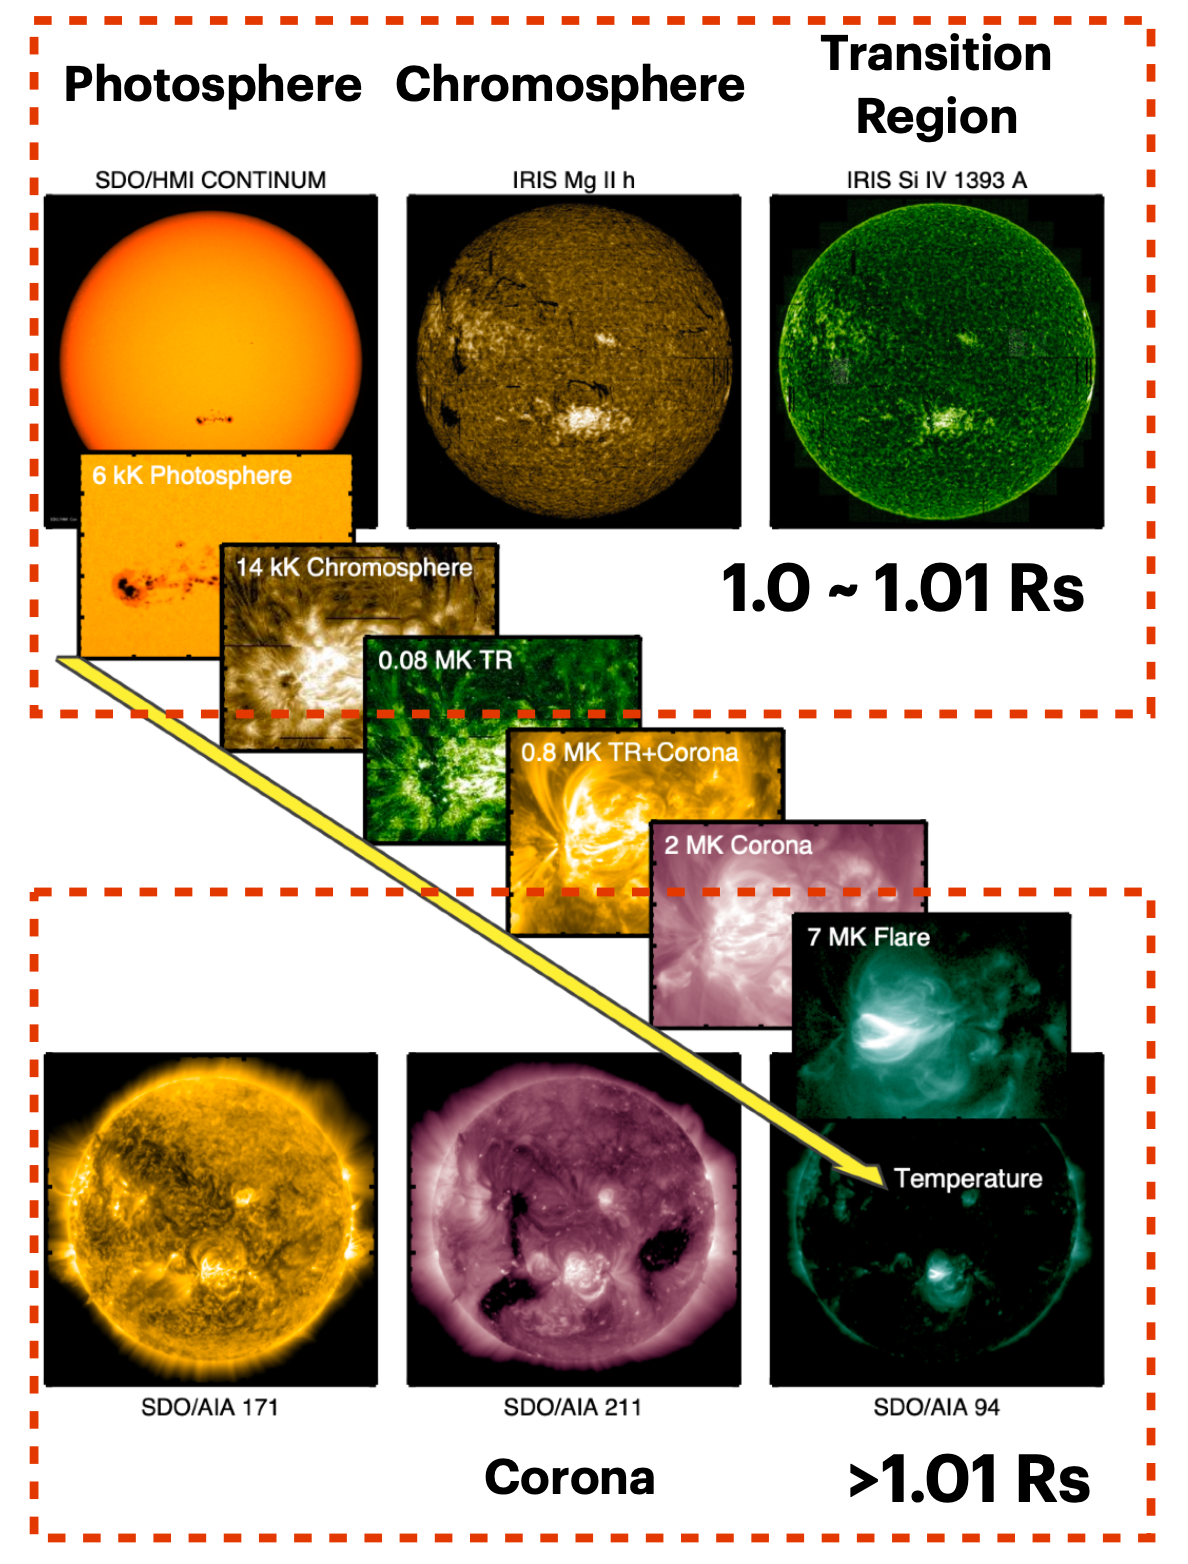 Photosphere
Chromosphere
Transition
Region
SDO/HMI CONTINUM
IRIS Mg II h
IRIS Si IV 1393 A
6 kK Photosphere
14 kK Chromosphere
1.0 ~ 1.01 Rs
0.08 MK TR
0.8 MK TR+Corona
2 MK Corona
7 MK Flare
Temperature
SDO/AIA 171
SDO/AIA 211
SDO/AIA 94
Corona
>1.01 Rs